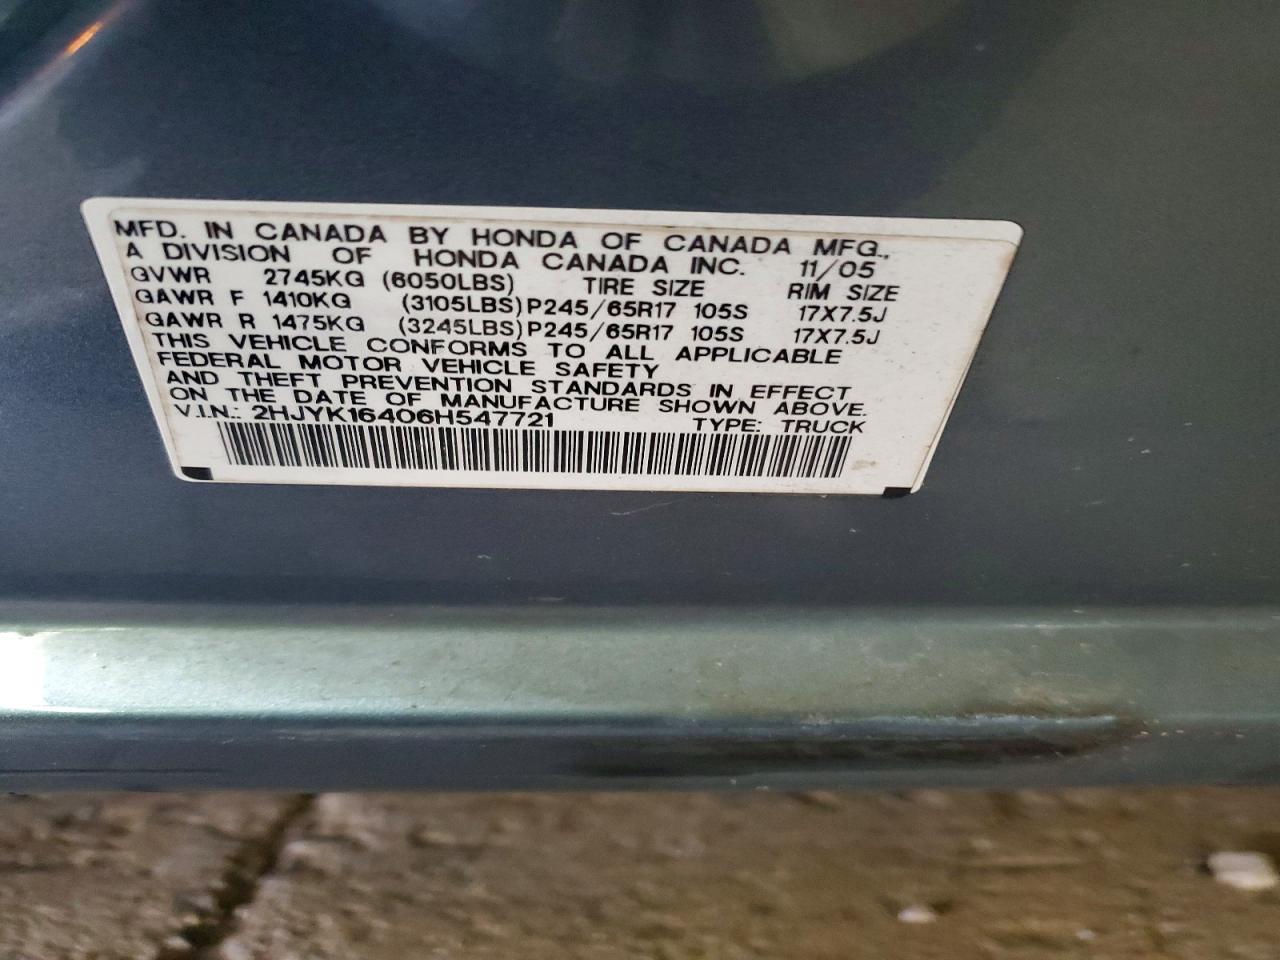 MFD. IN CANADA BY HONDA OF CANADA MFG.,
A DIVISION OF HONDA CANADA INC. 11/05
GVWR 2745KG (6050LBS) TIRE SIZE RIM SIZE
GAWR F 1410KG (3105LBS) P245/65R17 105S 17X7.5J
GAWR R 1475KG (3245LBS) P245/65R17 105S 17X7.5J
THIS VEHICLE CONFORMS TO ALL APPLICABLE
FEDERAL MOTOR VEHICLE SAFETY
AND THEFT PREVENTION STANDARDS IN EFFECT
ON THE DATE OF MANUFACTURE SHOWN ABOVE.
V.I.N.: 2HJYK16406H547721 TYPE: TRUCK